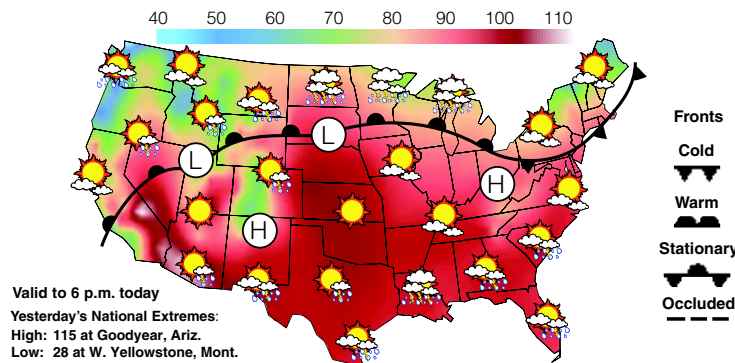 40 50 60 70 80 90 100 110
L
L
H
H
Fronts
Cold
Warm
Stationary
Occluded
Valid to 6 p.m. today
Yesterday's National Extremes:
High: 115 at Goodyear, Ariz.
Low: 28 at W. Yellowstone, Mont.